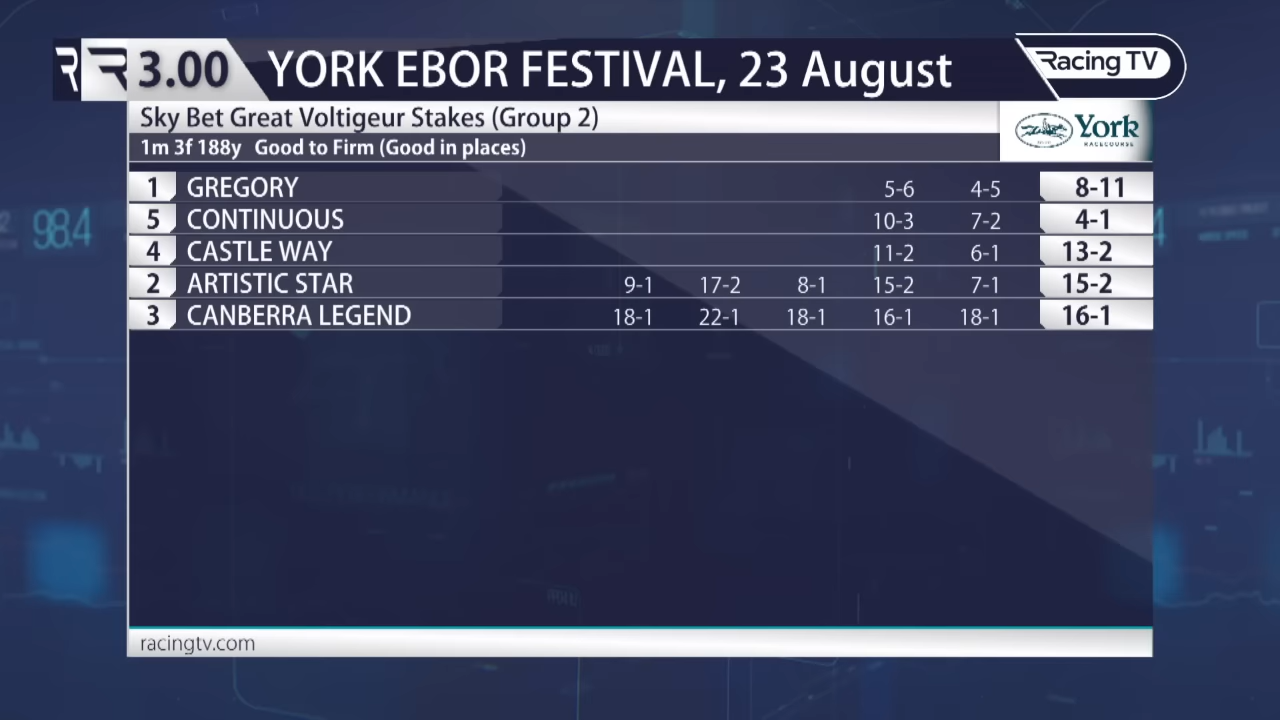 3.00 YORK EBOR FESTIVAL, 23 August Racing TV
Sky Bet Great Voltigeur Stakes (Group 2)
York
RACECOURSE
1m 3f 188y Good to Firm (Good in places)
1 GREGORY 5-6 4-5 8-11
5 CONTINUOUS 10-3 7-2 4-1
4 CASTLE WAY 11-2 6-1 13-2
2 ARTISTIC STAR 9-1 17-2 8-1 15-2 7-1 15-2
3 CANBERRA LEGEND 18-1 22-1 18-1 16-1 18-1 16-1
98.4
racingtv.com